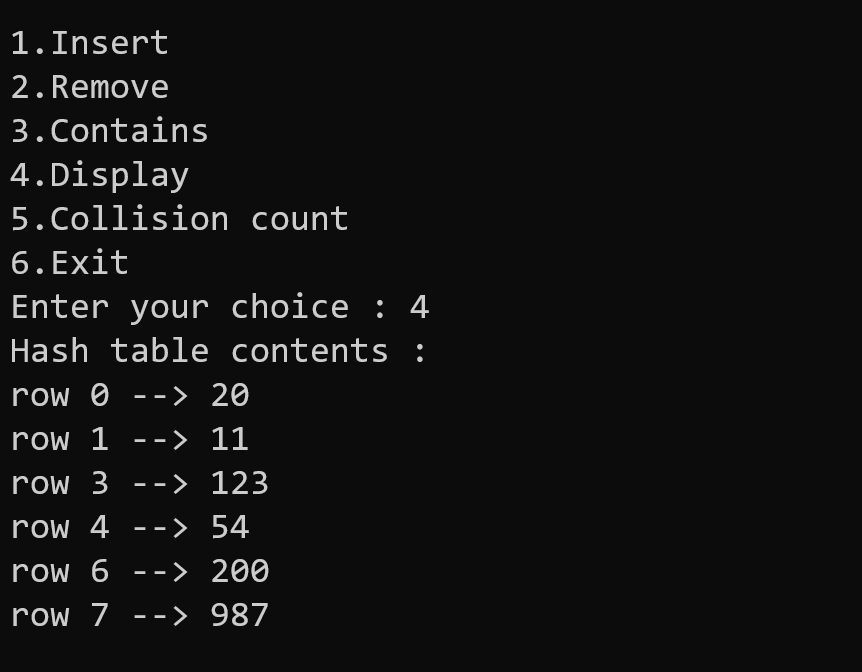 1.Insert
2.Remove
3.Contains
4.Display
5.Collision count
6.Exit
Enter your choice : 4
Hash table contents :
row 0 --> 20
row 1 --> 11
row 3 --> 123
row 4 --> 54
row 6 --> 200
row 7 --> 987